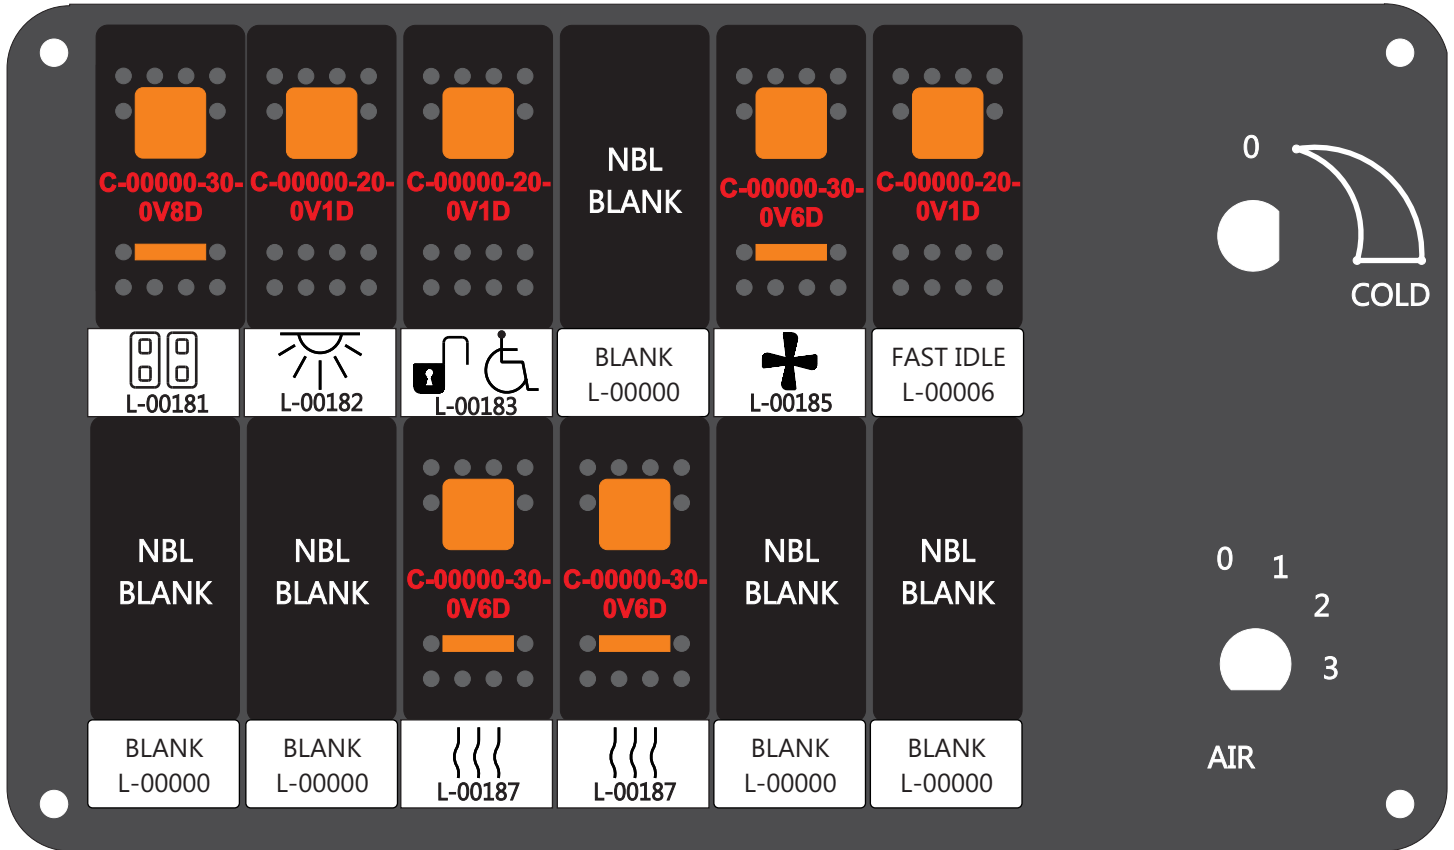 C-00000-30-
0V8D
C-00000-20-
0V1D
C-00000-20-
0V1D
NBL
BLANK
C-00000-30-
0V6D
C-00000-20-
0V1D
0
COLD
L-00181
L-00182
L-00183
BLANK
L-00000
L-00185
FAST IDLE
L-00006
NBL
BLANK
NBL
BLANK
C-00000-30-
0V6D
C-00000-30-
0V6D
NBL
BLANK
NBL
BLANK
0
1
2
3
AIR
BLANK
L-00000
BLANK
L-00000
L-00187
L-00187
BLANK
L-00000
BLANK
L-00000